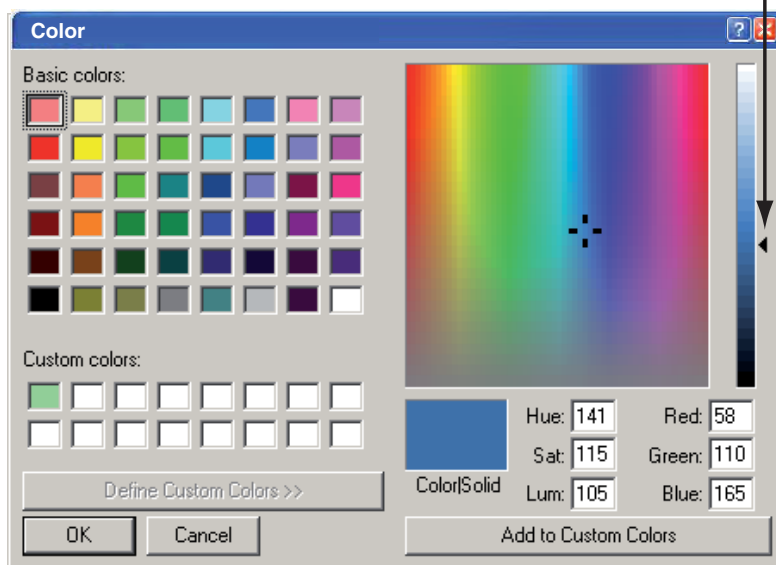 Color
Basic colors:
Custom colors:
Define Custom Colors >>
OK
Cancel
Color|Solid
Hue: 141
Red: 58
Sat: 115
Green: 110
Lum: 105
Blue: 165
Add to Custom Colors